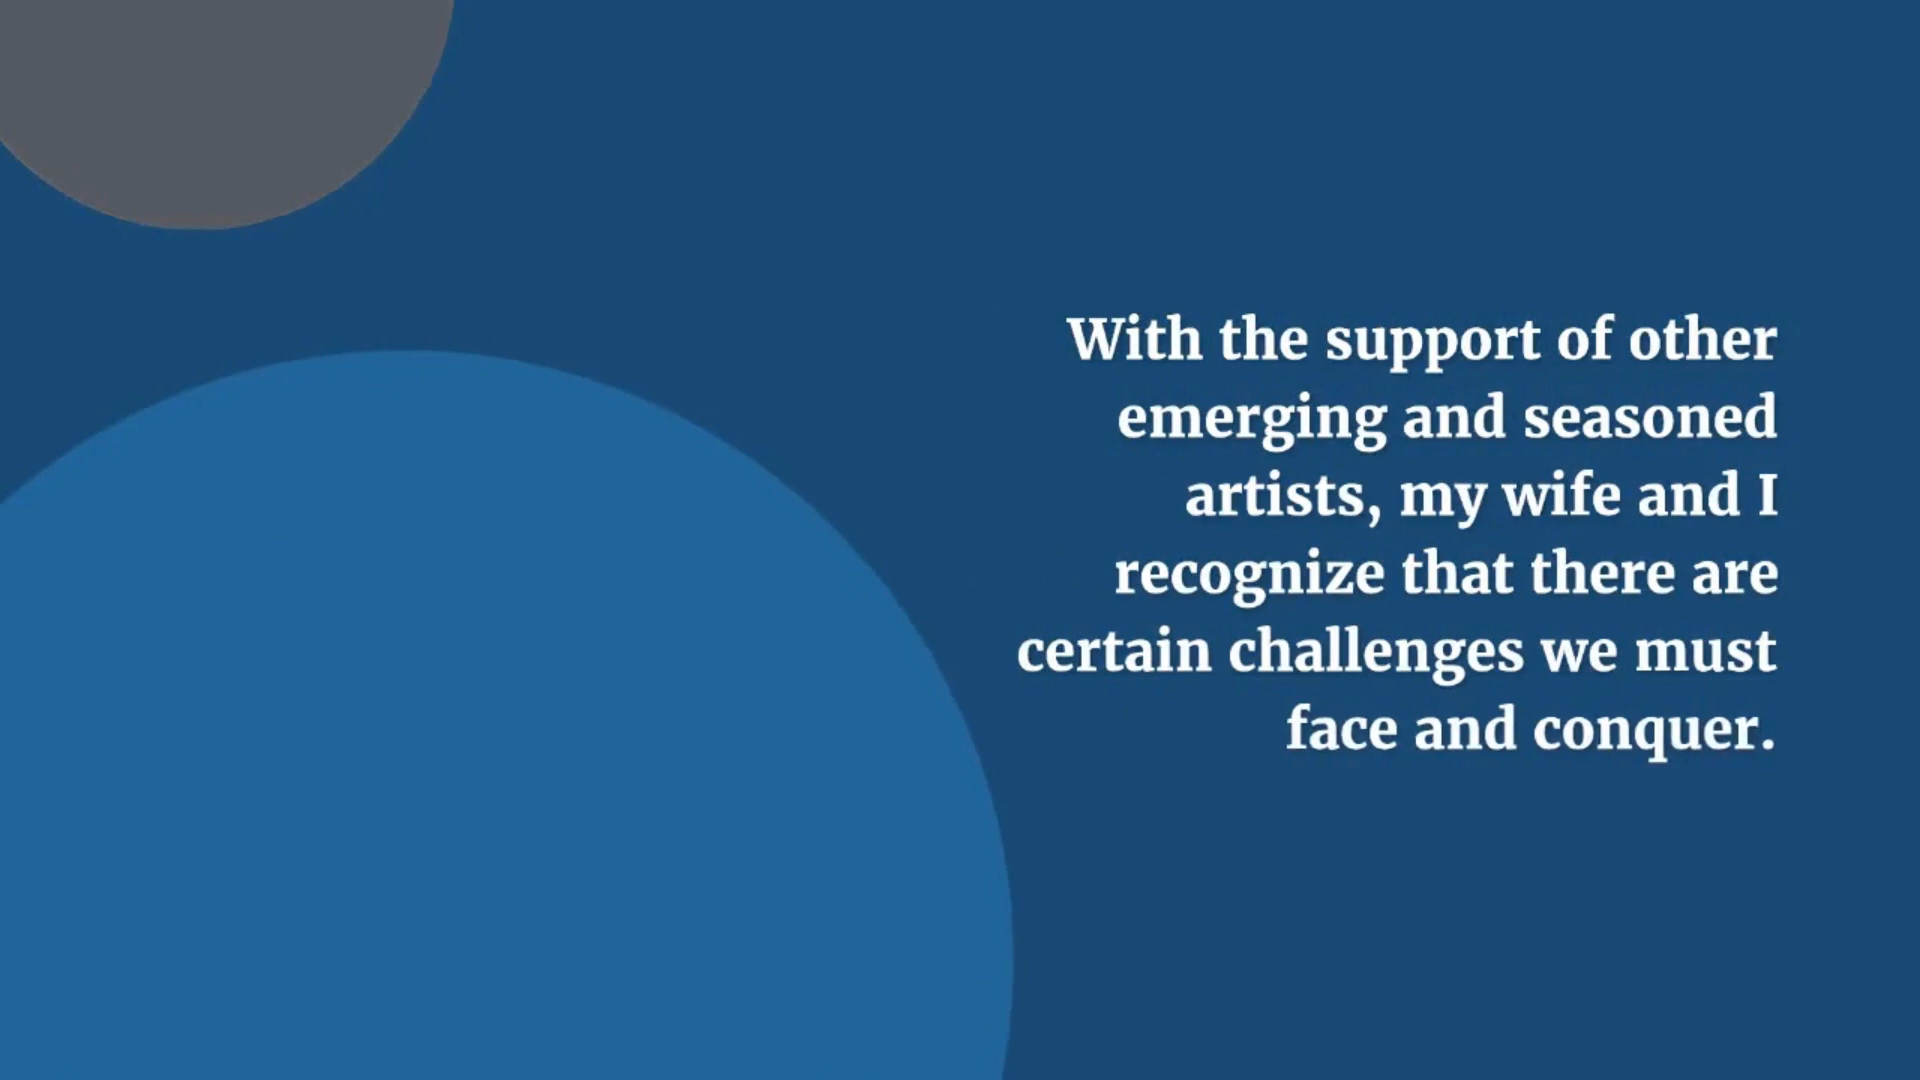 With the support of other
emerging and seasoned
artists, my wife and I
recognize that there are
certain challenges we must
face and conquer.